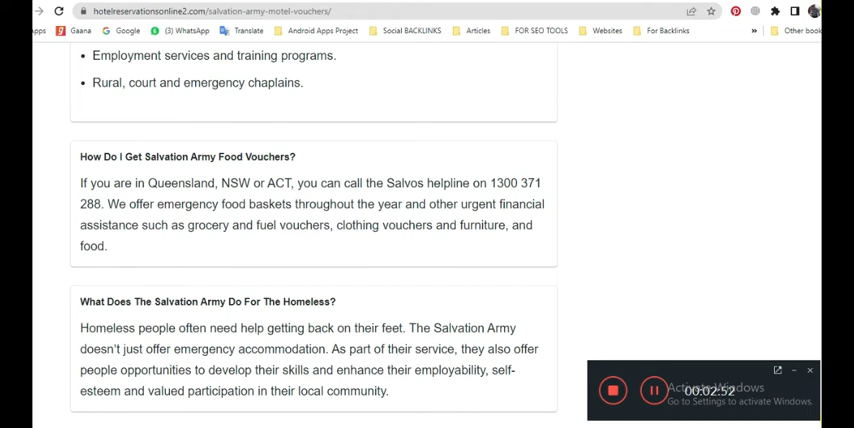 hotelreservationsonline2.com/salvation-army-motel-vouchers/
Apps Gaana Google (3) WhatsApp Translate Android Apps Project Social BACKLINKS Articles FOR SEO TOOLS Websites For Backlinks » Other book
• Employment services and training programs.
• Rural, court and emergency chaplains.
How Do I Get Salvation Army Food Vouchers?
If you are in Queensland, NSW or ACT, you can call the Salvos helpline on 1300 371
288. We offer emergency food baskets throughout the year and other urgent financial
assistance such as grocery and fuel vouchers, clothing vouchers and furniture, and
food.
What Does The Salvation Army Do For The Homeless?
Homeless people often need help getting back on their feet. The Salvation Army
doesn't just offer emergency accommodation. As part of their service, they also offer
people opportunities to develop their skills and enhance their employability, self-
esteem and valued participation in their local community.
Activate Windows
00:02:52
Go to Settings to activate Windows.